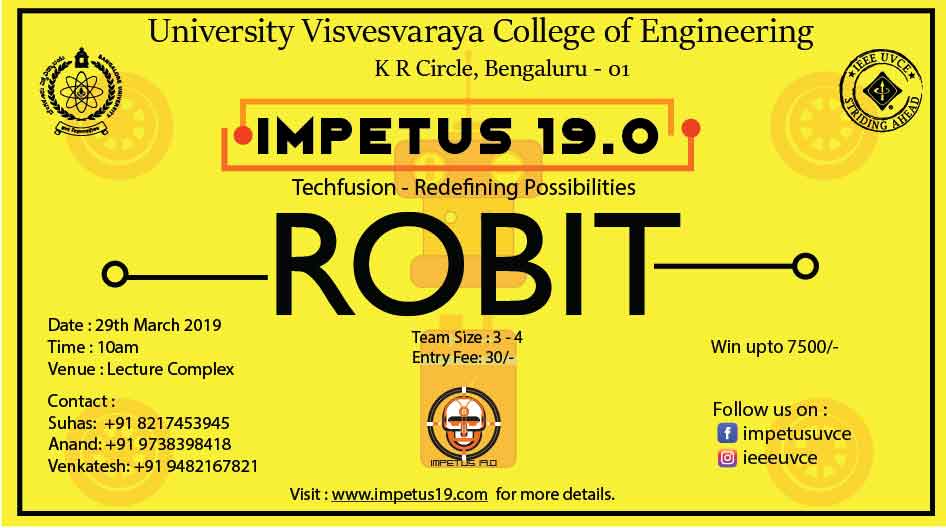 University Visvesvaraya College of Engineering
K R Circle, Bengaluru - 01
BANGALORE UNIVERSITY
IEEE UVCE
STRIDING AHEAD
IMPETUS 19.0
Techfusion - Redefining Possibilities
ROBIT
Date : 29th March 2019
Time : 10am
Venue : Lecture Complex
Contact :
Suhas: +91 8217453945
Anand: +91 9738398418
Venkatesh: +91 9482167821
Team Size : 3 - 4
Entry Fee: 30/-
IMPETUS 19.0
Win upto 7500/-
Follow us on :
impetusuvce
ieeeuvce
Visit : www.impetus19.com for more details.